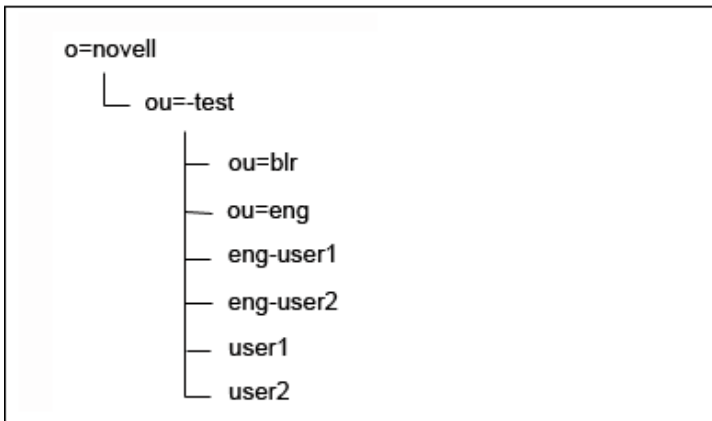 o=novell
ou=-test
ou=blr
ou=eng
eng-user1
eng-user2
user1
user2